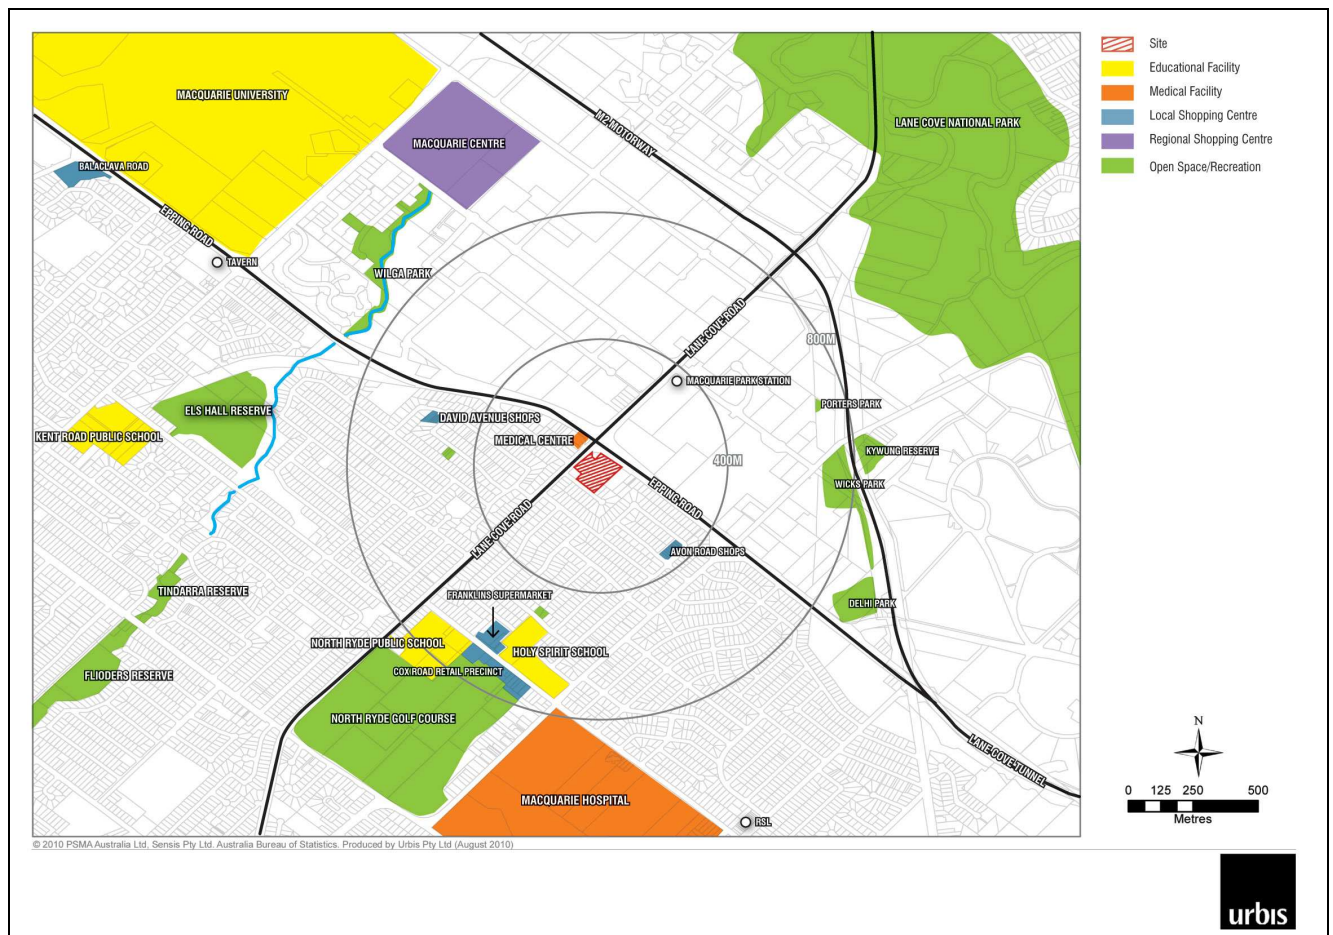 Site
Educational Facility
Medical Facility
Local Shopping Centre
Regional Shopping Centre
Open Space/Recreation
MACQUARIE UNIVERSITY
MACQUARIE CENTRE
M2 MOTORWAY
LANE COVE NATIONAL PARK
BALACLAVA ROAD
EPPING ROAD
TAVERN
WILGA PARK
LANE COVE ROAD
800M
MACQUARIE PARK STATION
PORTERS PARK
ELS HALL RESERVE
DAVID AVENUE SHOPS
KENT ROAD PUBLIC SCHOOL
MEDICAL CENTRE
KYWUNG RESERVE
400M
WICKS PARK
EPPING ROAD
LANE COVE ROAD
AVON ROAD SHOPS
TINDARRA RESERVE
FRANKLINS SUPERMARKET
DELHI PARK
NORTH RYDE PUBLIC SCHOOL
HOLY SPIRIT SCHOOL
COX ROAD RETAIL PRECINCT
FLIODERS RESERVE
NORTH RYDE GOLF COURSE
LANE COVE TUNNEL
MACQUARIE HOSPITAL
RSL
N
0 125 250 500
Metres
© 2010 PSMA Australia Ltd, Sensis Pty Ltd. Australia Bureau of Statistics. Produced by Urbis Pty Ltd (August 2010)
urbis